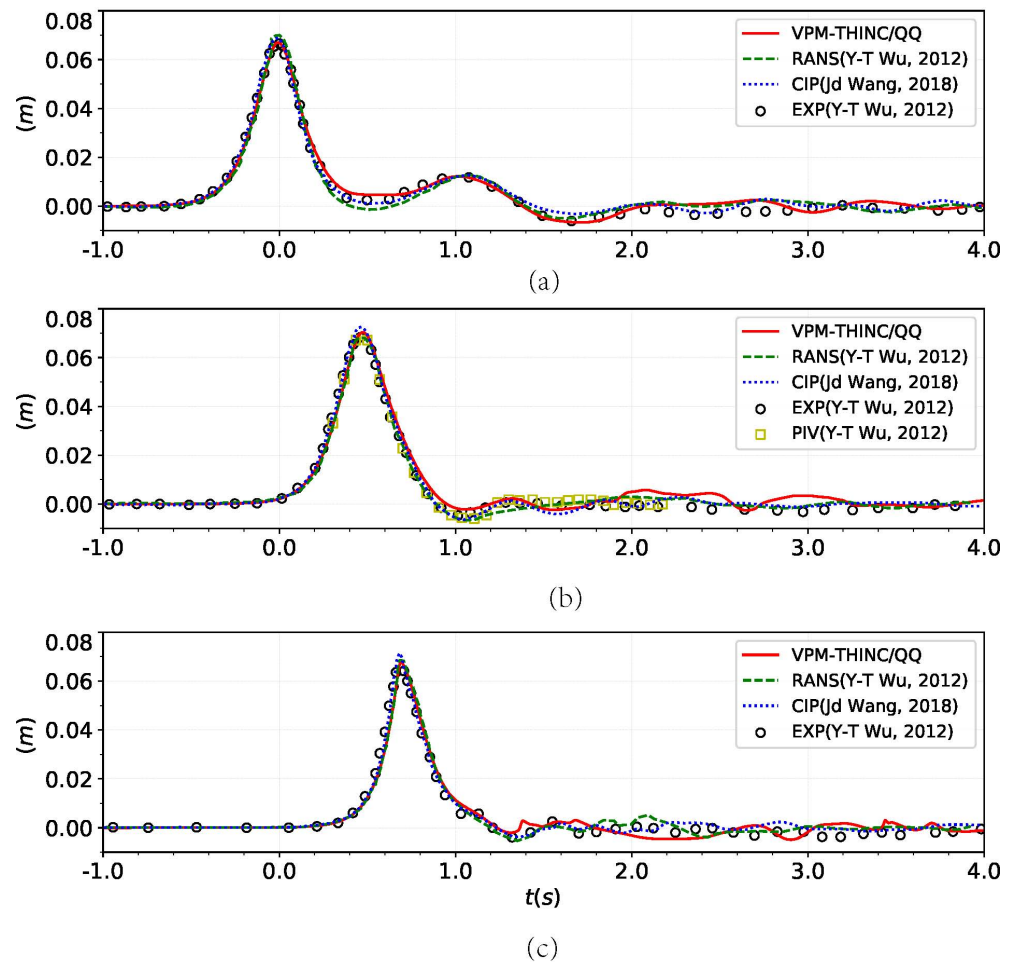 0.08
0.06
0.04
0.02
0.00
(m)
VPM-THINC/QQ
RANS(Y-T Wu, 2012)
CIP(Jd Wang, 2018)
EXP(Y-T Wu, 2012)
-1.0 0.0 1.0 2.0 3.0 4.0
(a)
0.08
0.06
0.04
0.02
0.00
(m)
VPM-THINC/QQ
RANS(Y-T Wu, 2012)
CIP(Jd Wang, 2018)
EXP(Y-T Wu, 2012)
PIV(Y-T Wu, 2012)
-1.0 0.0 1.0 2.0 3.0 4.0
(b)
0.08
0.06
0.04
0.02
0.00
(m)
VPM-THINC/QQ
RANS(Y-T Wu, 2012)
CIP(Jd Wang, 2018)
EXP(Y-T Wu, 2012)
-1.0 0.0 1.0 2.0 3.0 4.0
t(s)
(c)